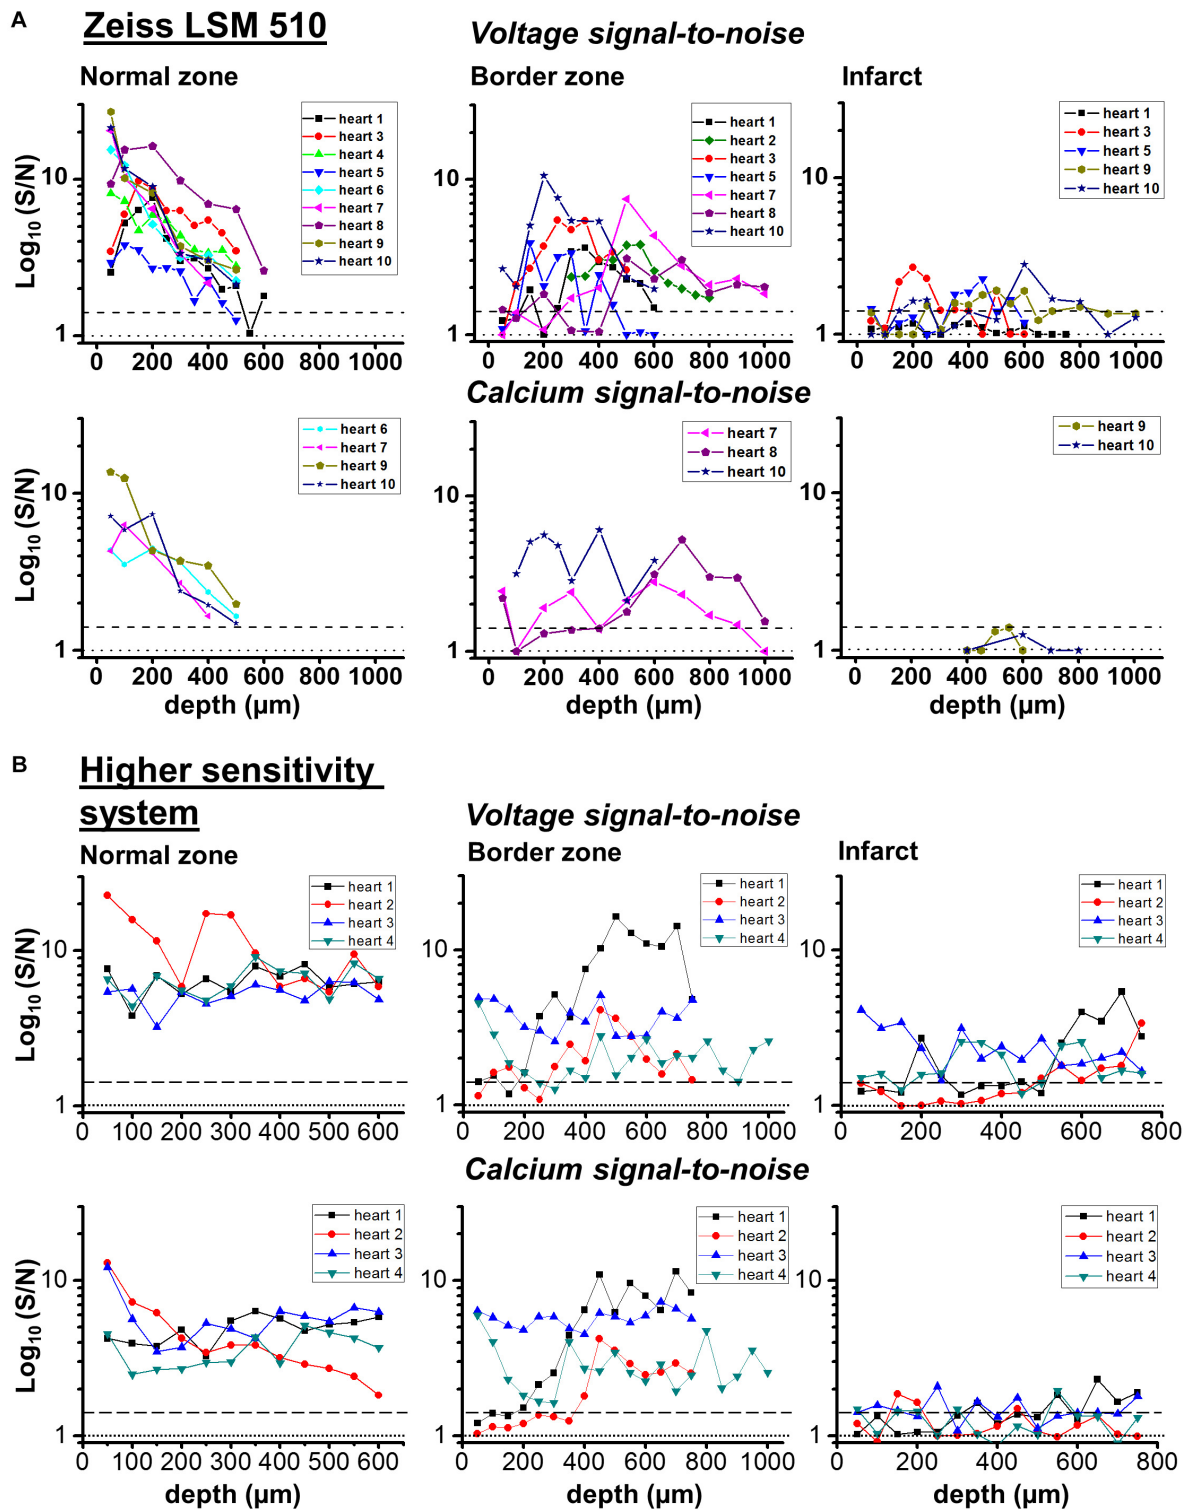 A
Zeiss LSM 510
Voltage signal-to-noise
Normal zone
Border zone
Infarct
Log10 (S/N)
10
1
0 200 400 600 800 1000
heart 1
heart 3
heart 4
heart 5
heart 6
heart 7
heart 8
heart 9
heart 10
10
1
0 200 400 600 800 1000
heart 1
heart 2
heart 3
heart 5
heart 7
heart 8
heart 10
10
1
0 200 400 600 800 1000
heart 1
heart 3
heart 5
heart 9
heart 10
Calcium signal-to-noise
Log10 (S/N)
10
1
0 200 400 600 800 1000
depth (µm)
heart 6
heart 7
heart 9
heart 10
10
1
0 200 400 600 800 1000
depth (µm)
heart 7
heart 8
heart 10
10
1
0 200 400 600 800 1000
depth (µm)
heart 9
heart 10
B
Higher sensitivity
system
Voltage signal-to-noise
Normal zone
Border zone
Infarct
Log10 (S/N)
10
1
0 100 200 300 400 500 600
heart 1
heart 2
heart 3
heart 4
10
1
0 200 400 600 800 1000
heart 1
heart 2
heart 3
heart 4
10
1
0 200 400 600 800
heart 1
heart 2
heart 3
heart 4
Calcium signal-to-noise
Log10 (S/N)
10
1
0 100 200 300 400 500 600
depth (µm)
heart 1
heart 2
heart 3
heart 4
10
1
0 200 400 600 800 1000
depth (µm)
heart 1
heart 2
heart 3
heart 4
10
1
0 200 400 600 800
depth (µm)
heart 1
heart 2
heart 3
heart 4